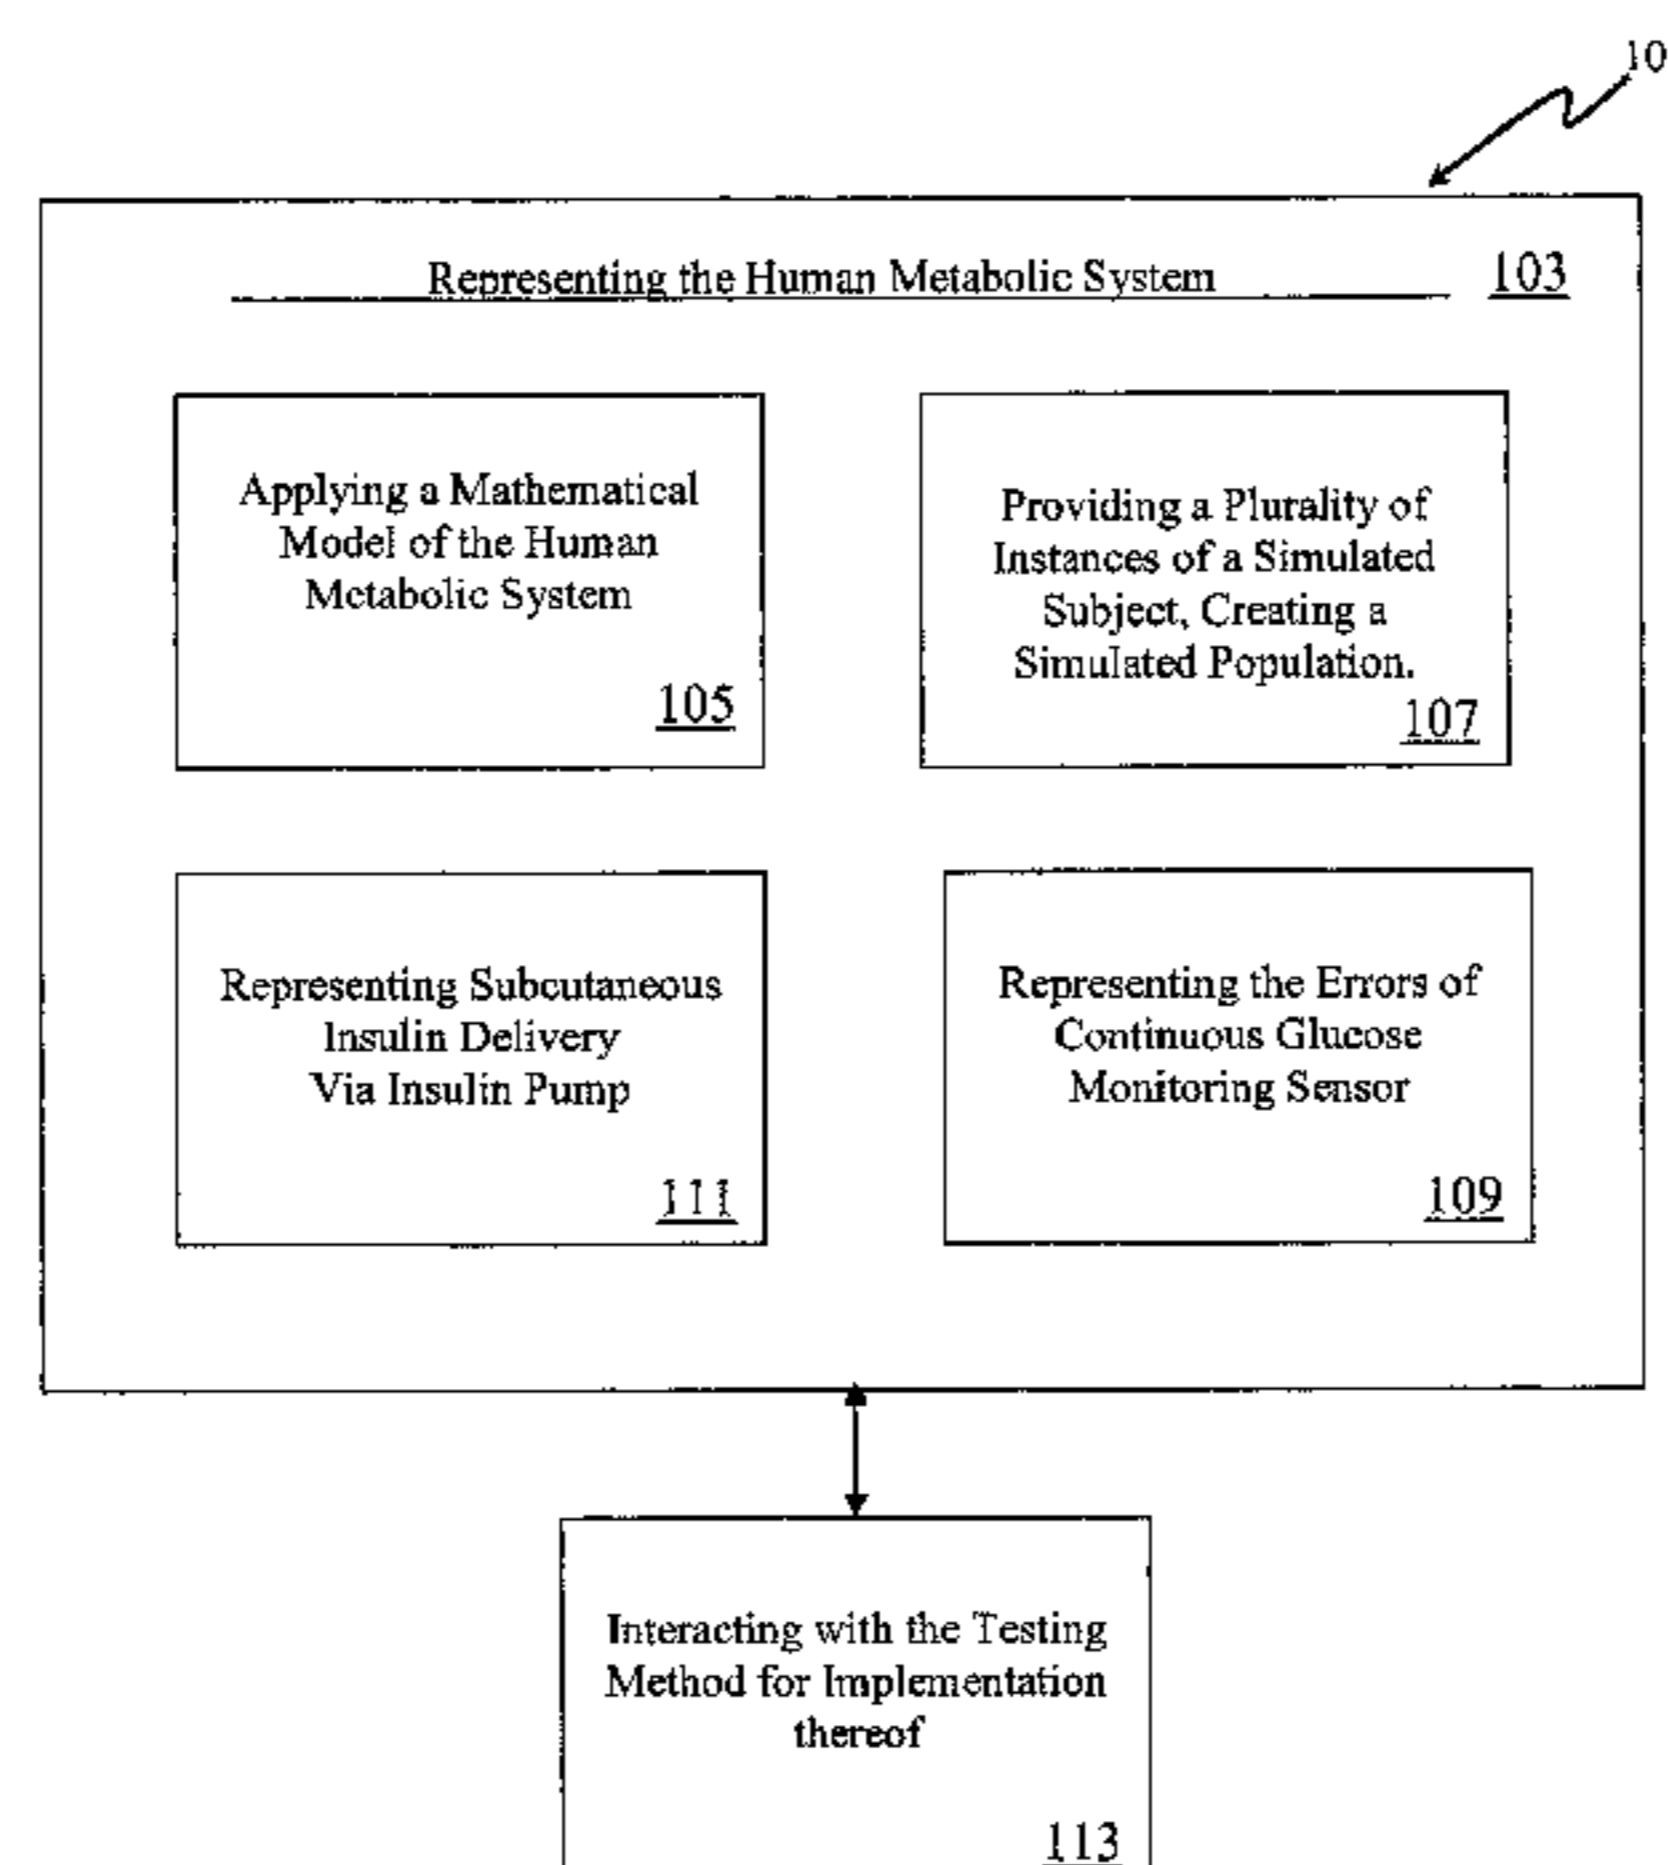 10
Representing the Human Metabolic System 103
Applying a Mathematical
Model of the Human
Metabolic System
105
Providing a Plurality of
Instances of a Simulated
Subject, Creating a
Simulated Population.
107
Representing Subcutaneous
Insulin Delivery
Via Insulin Pump
111
Representing the Errors of
Continuous Glucose
Monitoring Sensor
109
Interacting with the Testing
Method for Implementation
thereof
113